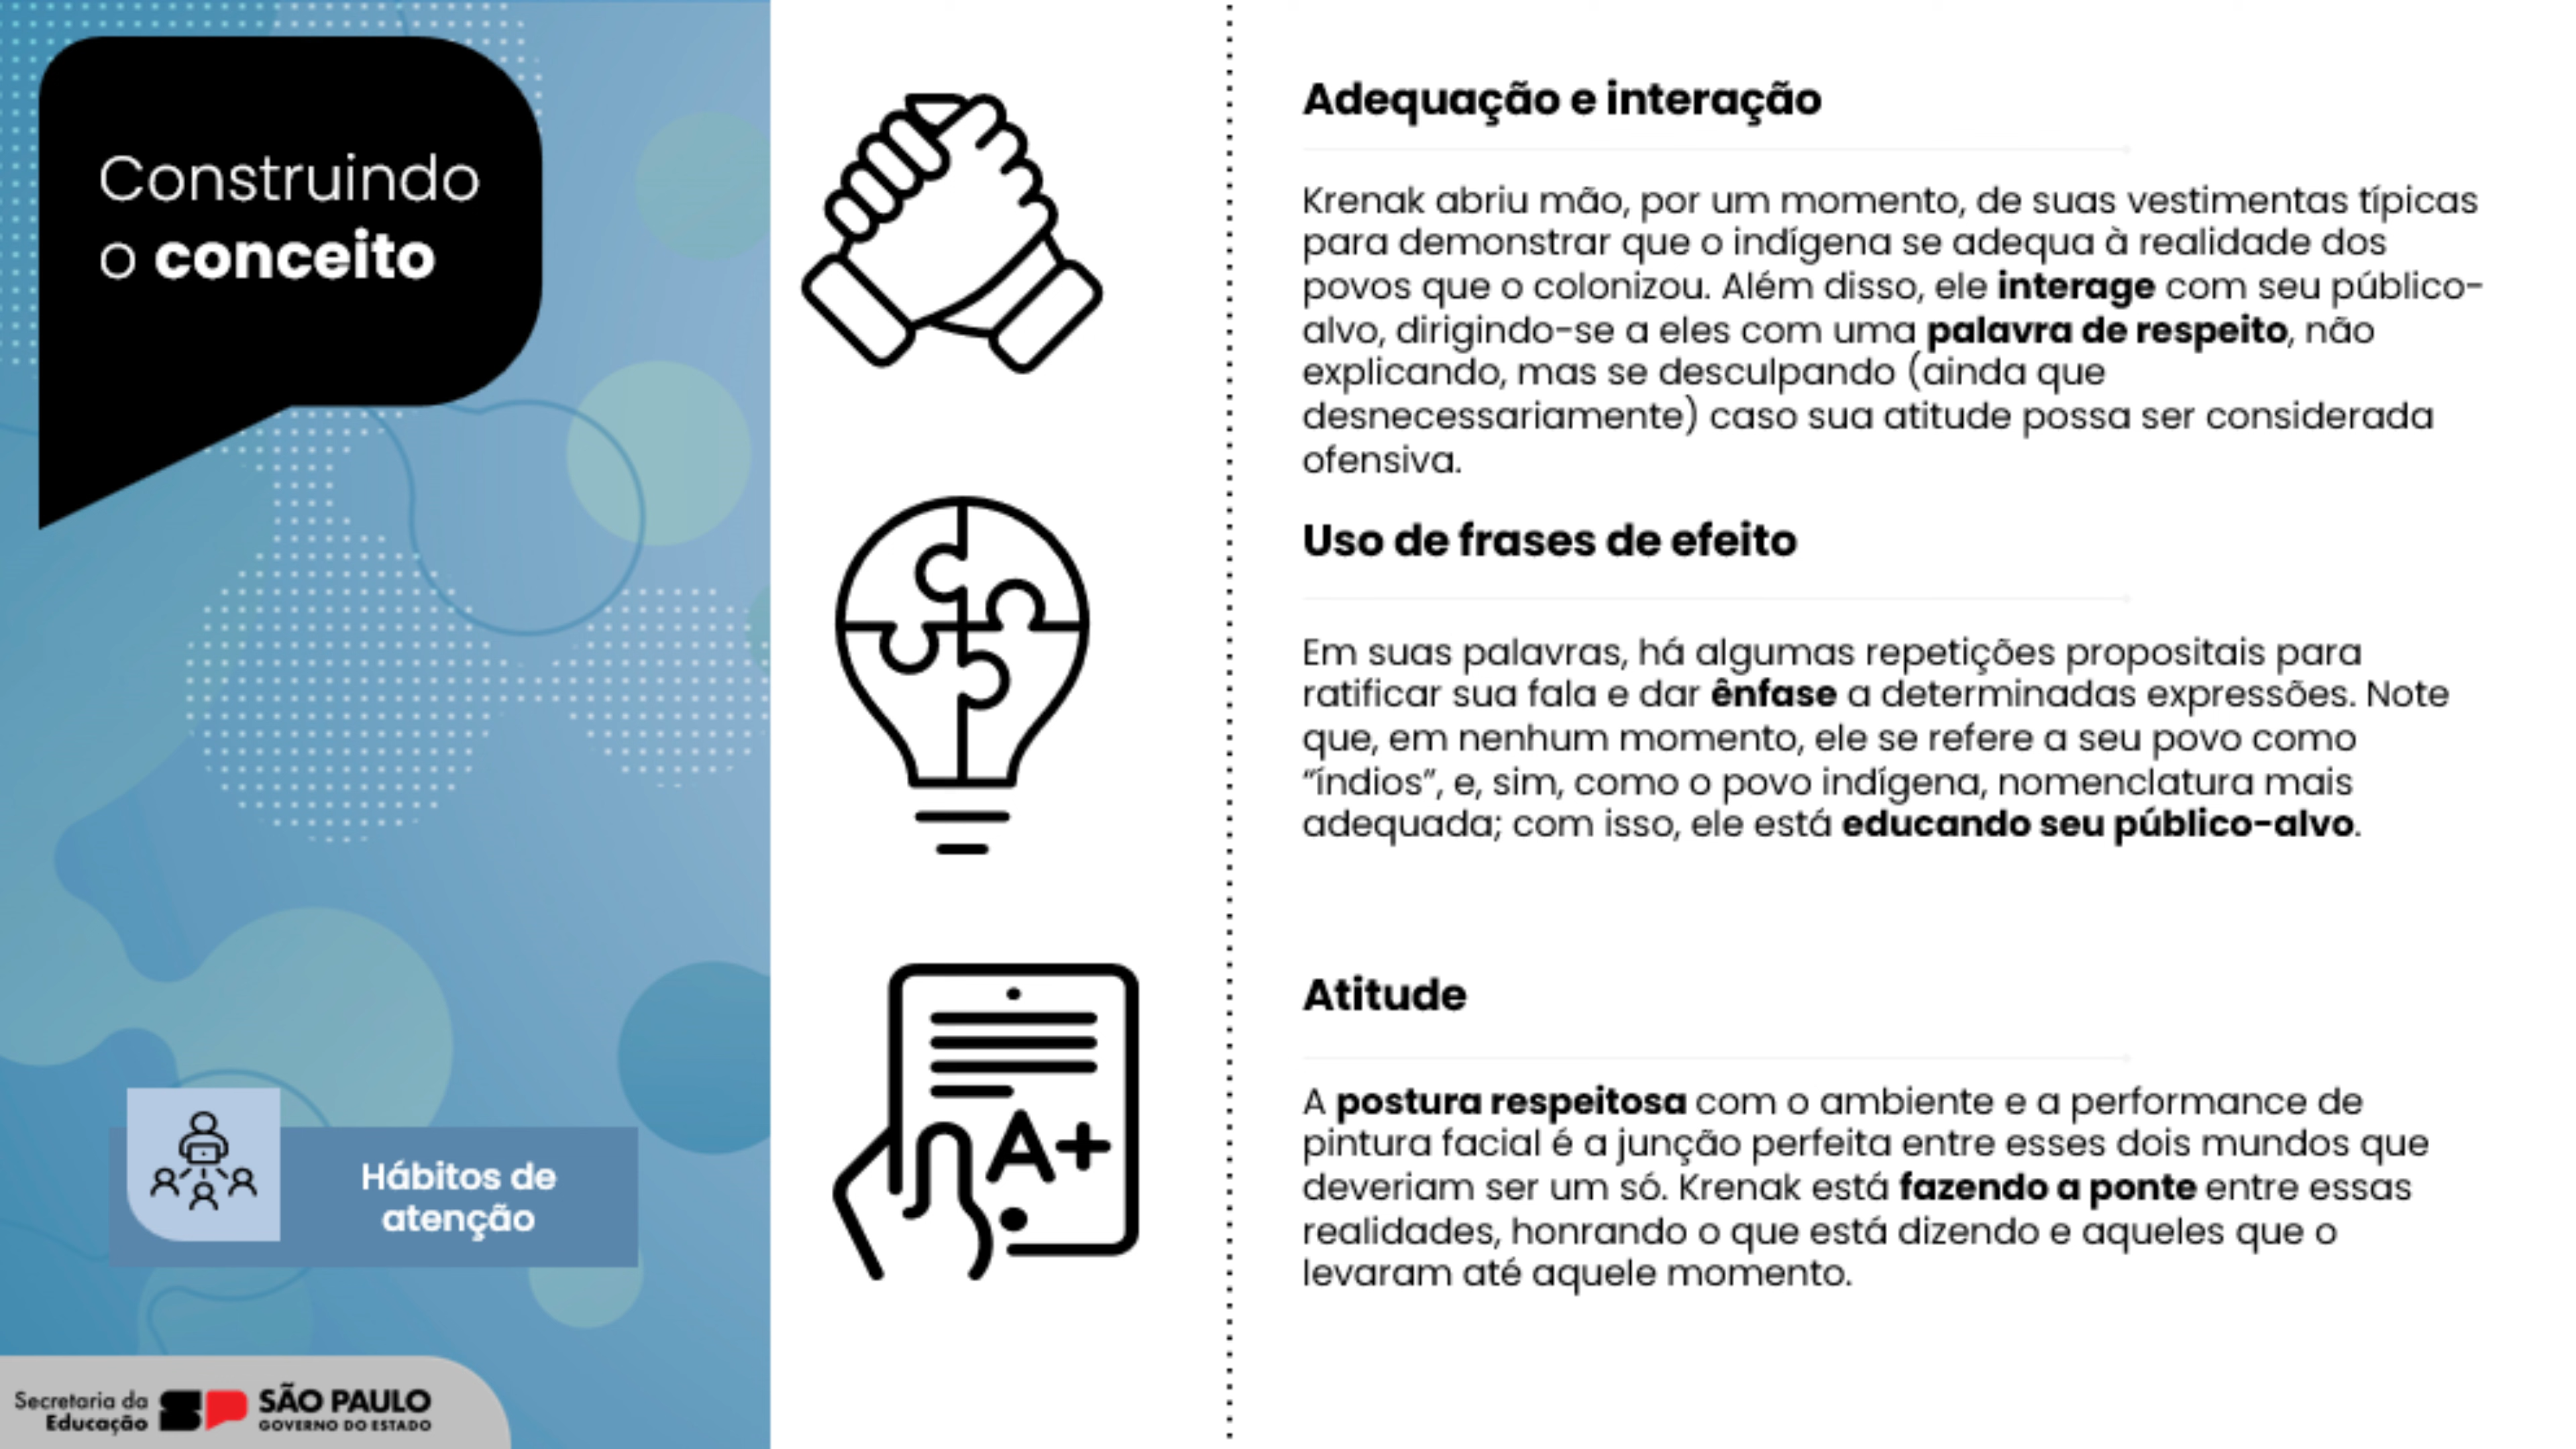 Construindo
o conceito
Adequação e interação
Krenak abriu mão, por um momento, de suas vestimentas típicas
para demonstrar que o indígena se adequa à realidade dos
povos que o colonizou. Além disso, ele interage com seu público-
alvo, dirigindo-se a eles com uma palavra de respeito, não
explicando, mas se desculpando (ainda que
desnecessariamente) caso sua atitude possa ser considerada
ofensiva.
Uso de frases de efeito
Em suas palavras, há algumas repetições propositais para
ratificar sua fala e dar ênfase a determinadas expressões. Note
que, em nenhum momento, ele se refere a seu povo como
“índios”, e, sim, como o povo indígena, nomenclatura mais
adequada; com isso, ele está educando seu público-alvo.
Atitude
A postura respeitosa com o ambiente e a performance de
pintura facial é a junção perfeita entre esses dois mundos que
deveriam ser um só. Krenak está fazendo a ponte entre essas
realidades, honrando o que está dizendo e aqueles que o
levaram até aquele momento.
A+
Hábitos de
atenção
Secretaria da
Educação
SP
SÃO PAULO
GOVERNO DO ESTADO